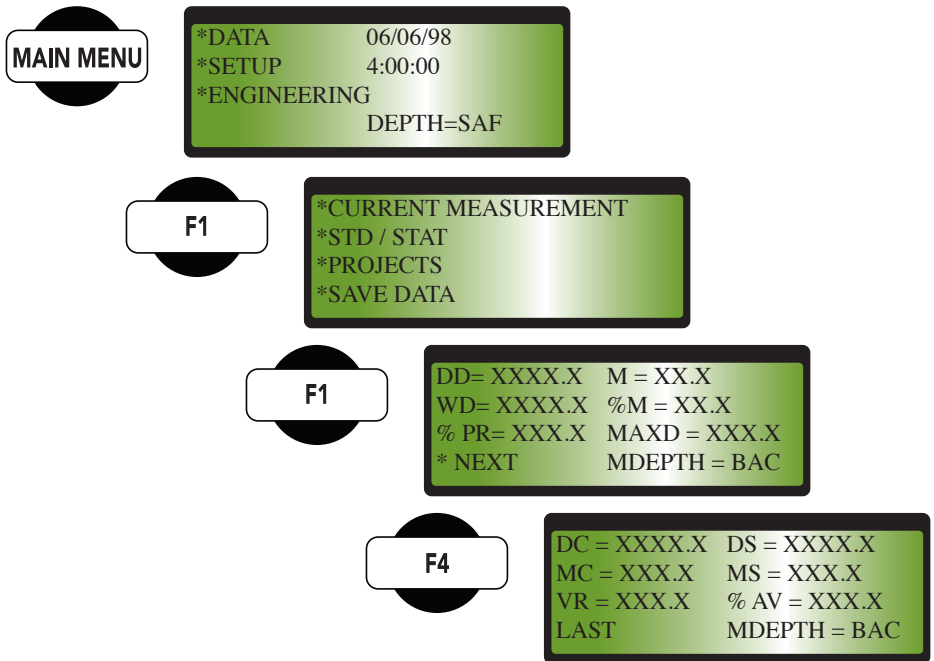 MAIN MENU
*DATA 06/06/98
*SETUP 4:00:00
*ENGINEERING
DEPTH=SAF
F1
*CURRENT MEASUREMENT
*STD / STAT
*PROJECTS
*SAVE DATA
F1
DD= XXXX.X M = XX.X
WD= XXXX.X %M = XX.X
% PR= XXX.X MAXD = XXX.X
* NEXT MDEPTH = BAC
F4
DC = XXXX.X DS = XXXX.X
MC = XXX.X MS = XXX.X
VR = XXX.X % AV = XXX.X
LAST MDEPTH = BAC